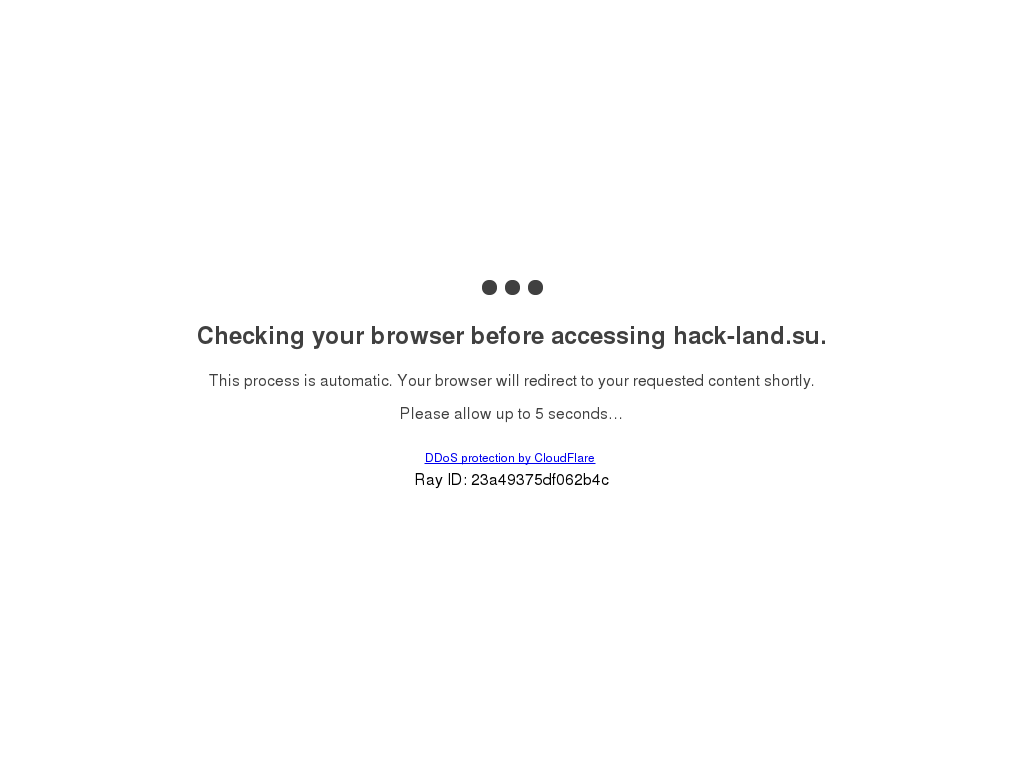 Checking your browser before accessing hack-land.su.
This process is automatic. Your browser will redirect to your requested content shortly.
Please allow up to 5 seconds…
DDoS protection by CloudFlare
Ray ID: 23a49375df062b4c